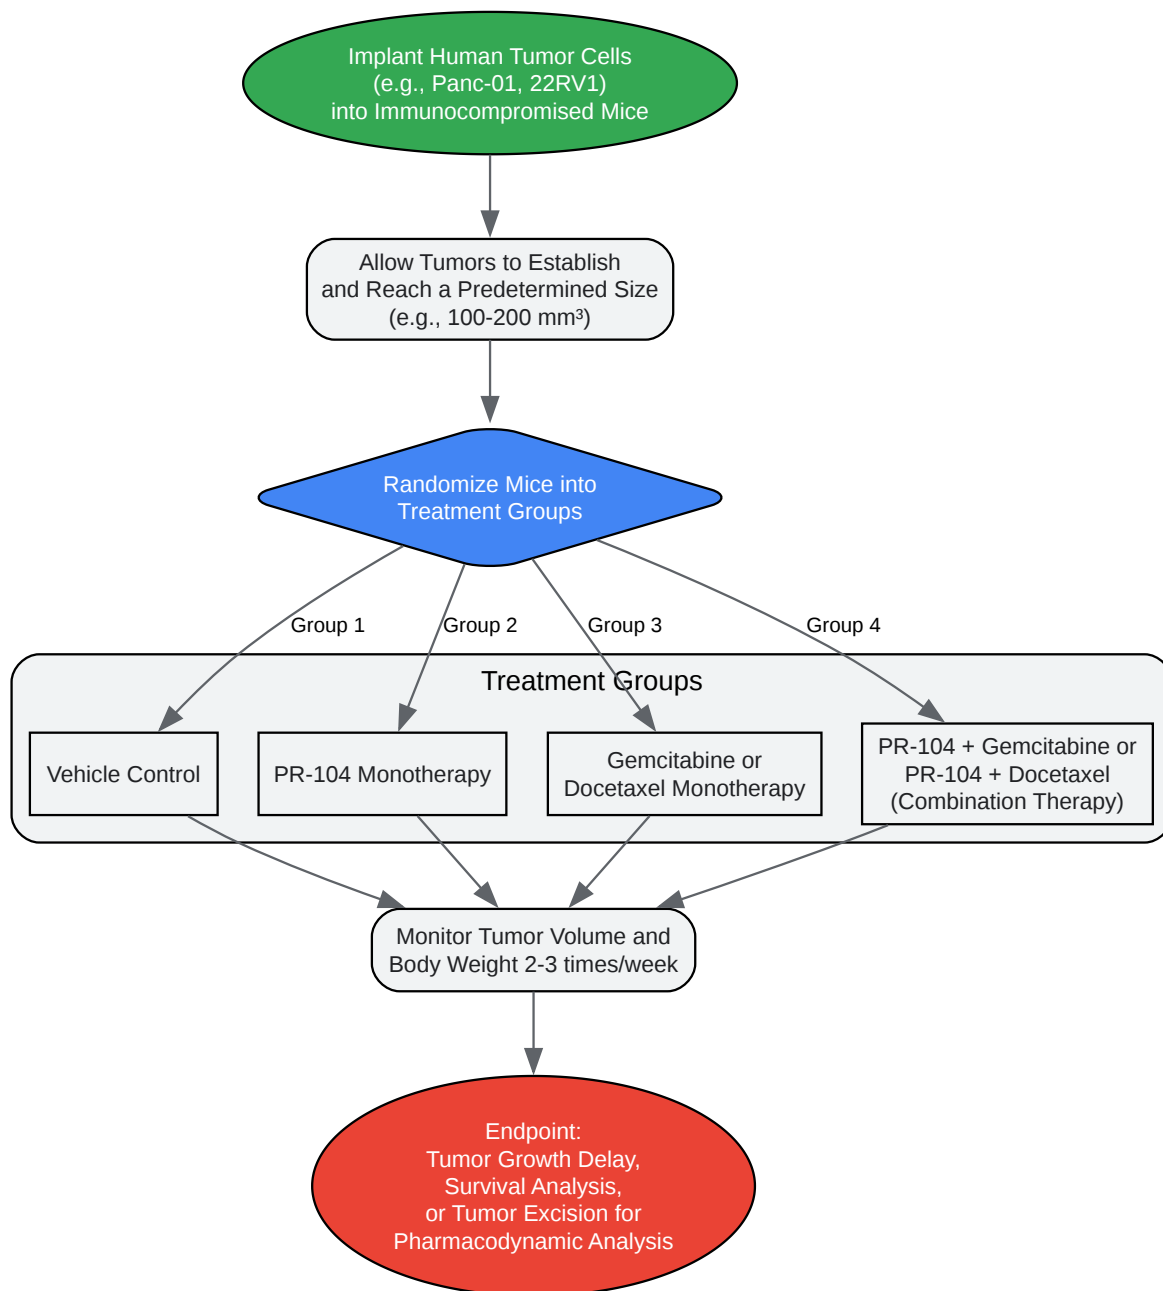 Implant Human Tumor Cells
(e.g., Panc-01, 22RV1)
into Immunocompromised Mice
Allow Tumors to Establish
and Reach a Predetermined Size
(e.g., 100-200 mm³)
Randomize Mice into
Treatment Groups
Group 1
Group 2
Group 3
Group 4
Treatment Groups
Vehicle Control
PR-104 Monotherapy
Gemcitabine or
Docetaxel Monotherapy
PR-104 + Gemcitabine or
PR-104 + Docetaxel
(Combination Therapy)
Monitor Tumor Volume and
Body Weight 2-3 times/week
Endpoint:
Tumor Growth Delay,
Survival Analysis,
or Tumor Excision for
Pharmacodynamic Analysis